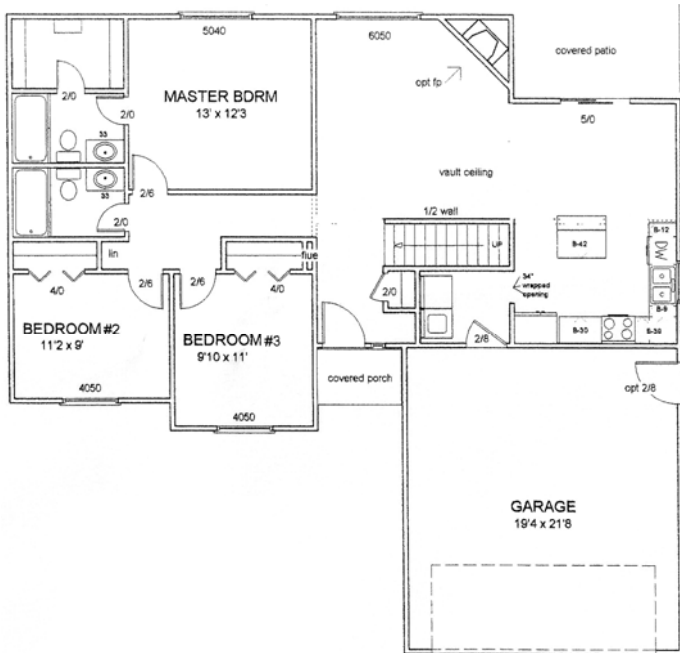 5040
6050
covered patio
opt fp
2/0
MASTER BDRM
13' x 12'3
2/0
5/0
33
vault ceiling
2/6
33
1/2 wall
2/0
B-12
B-42
DW
UP
lin
flue
34"
wrapped
opening
4/0
2/6
2/6
4/0
2/0
C
B-9
BEDROOM #2
11'2 x 9'
BEDROOM #3
9'10 x 11'
2/8
B-30
B-39
covered porch
opt 2/8
4050
4050
GARAGE
19'4 x 21'8